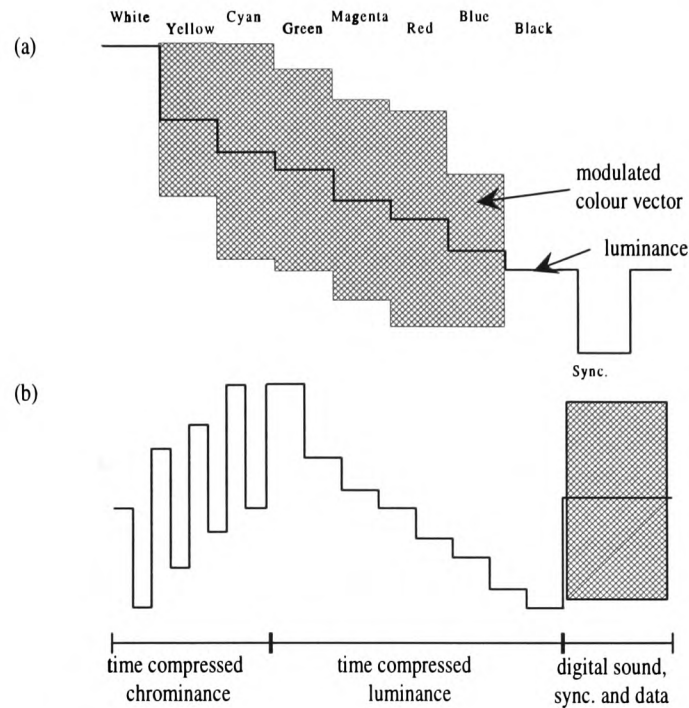 White Yellow Cyan Green Magenta Red Blue Black
(a)
modulated
colour vector
luminance
Sync.
(b)
time compressed
chrominance
time compressed
luminance
digital sound,
sync. and data